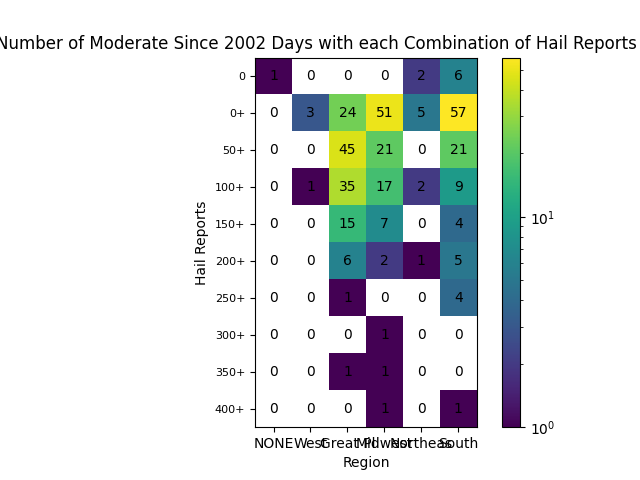 Number of Moderate Since 2002 Days with each Combination of Hail Reports
0 1 0 0 0 2 6
0+ 0 3 24 51 5 57
50+ 0 0 45 21 0 21
100+ 0 1 35 17 2 9
150+ 0 0 15 7 0 4
200+ 0 0 6 2 1 5
250+ 0 0 1 0 0 4
300+ 0 0 0 1 0 0
350+ 0 0 1 1 0 0
400+ 0 0 0 1 0 1
NONE West Great Pl Midwest Northeast South
Region
Hail Reports
10¹
10⁰